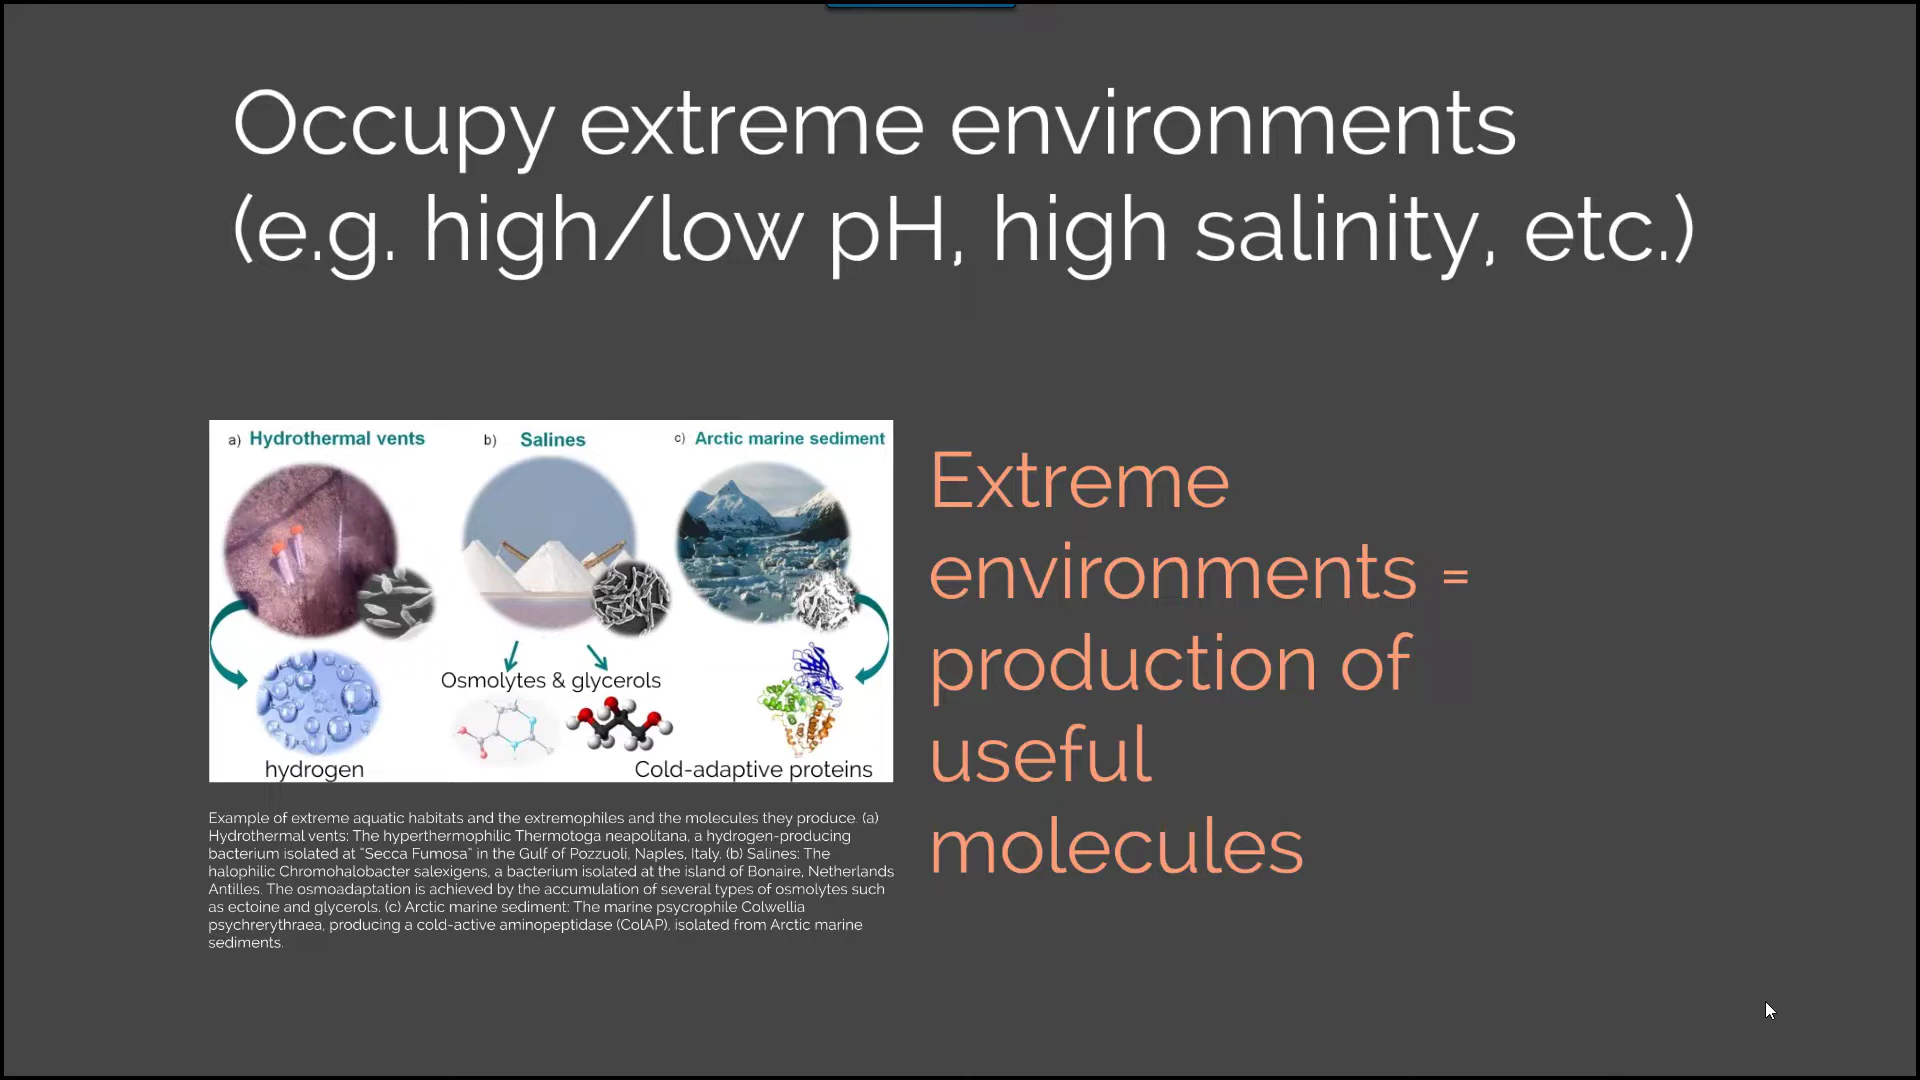 Occupy extreme environments
(e.g. high/low pH, high salinity, etc.)
a) Hydrothermal vents
b) Salines
c) Arctic marine sediment
Osmolytes & glycerols
hydrogen
Cold-adaptive proteins
Example of extreme aquatic habitats and the extremophiles and the molecules they produce. (a)
Hydrothermal vents: The hyperthermophilic Thermotoga neapolitana, a hydrogen-producing
bacterium isolated at "Secca Fumosa" in the Gulf of Pozzuoli, Naples, Italy. (b) Salines: The
halophilic Chromohalobacter salexigens, a bacterium isolated at the island of Bonaire, Netherlands
Antilles. The osmoadaptation is achieved by the accumulation of several types of osmolytes such
as ectoine and glycerols. (c) Arctic marine sediment: The marine psycrophile Colwellia
psychrerythraea, producing a cold-active aminopeptidase (ColAP), isolated from Arctic marine
sediments.
Extreme
environments =
production of
useful
molecules